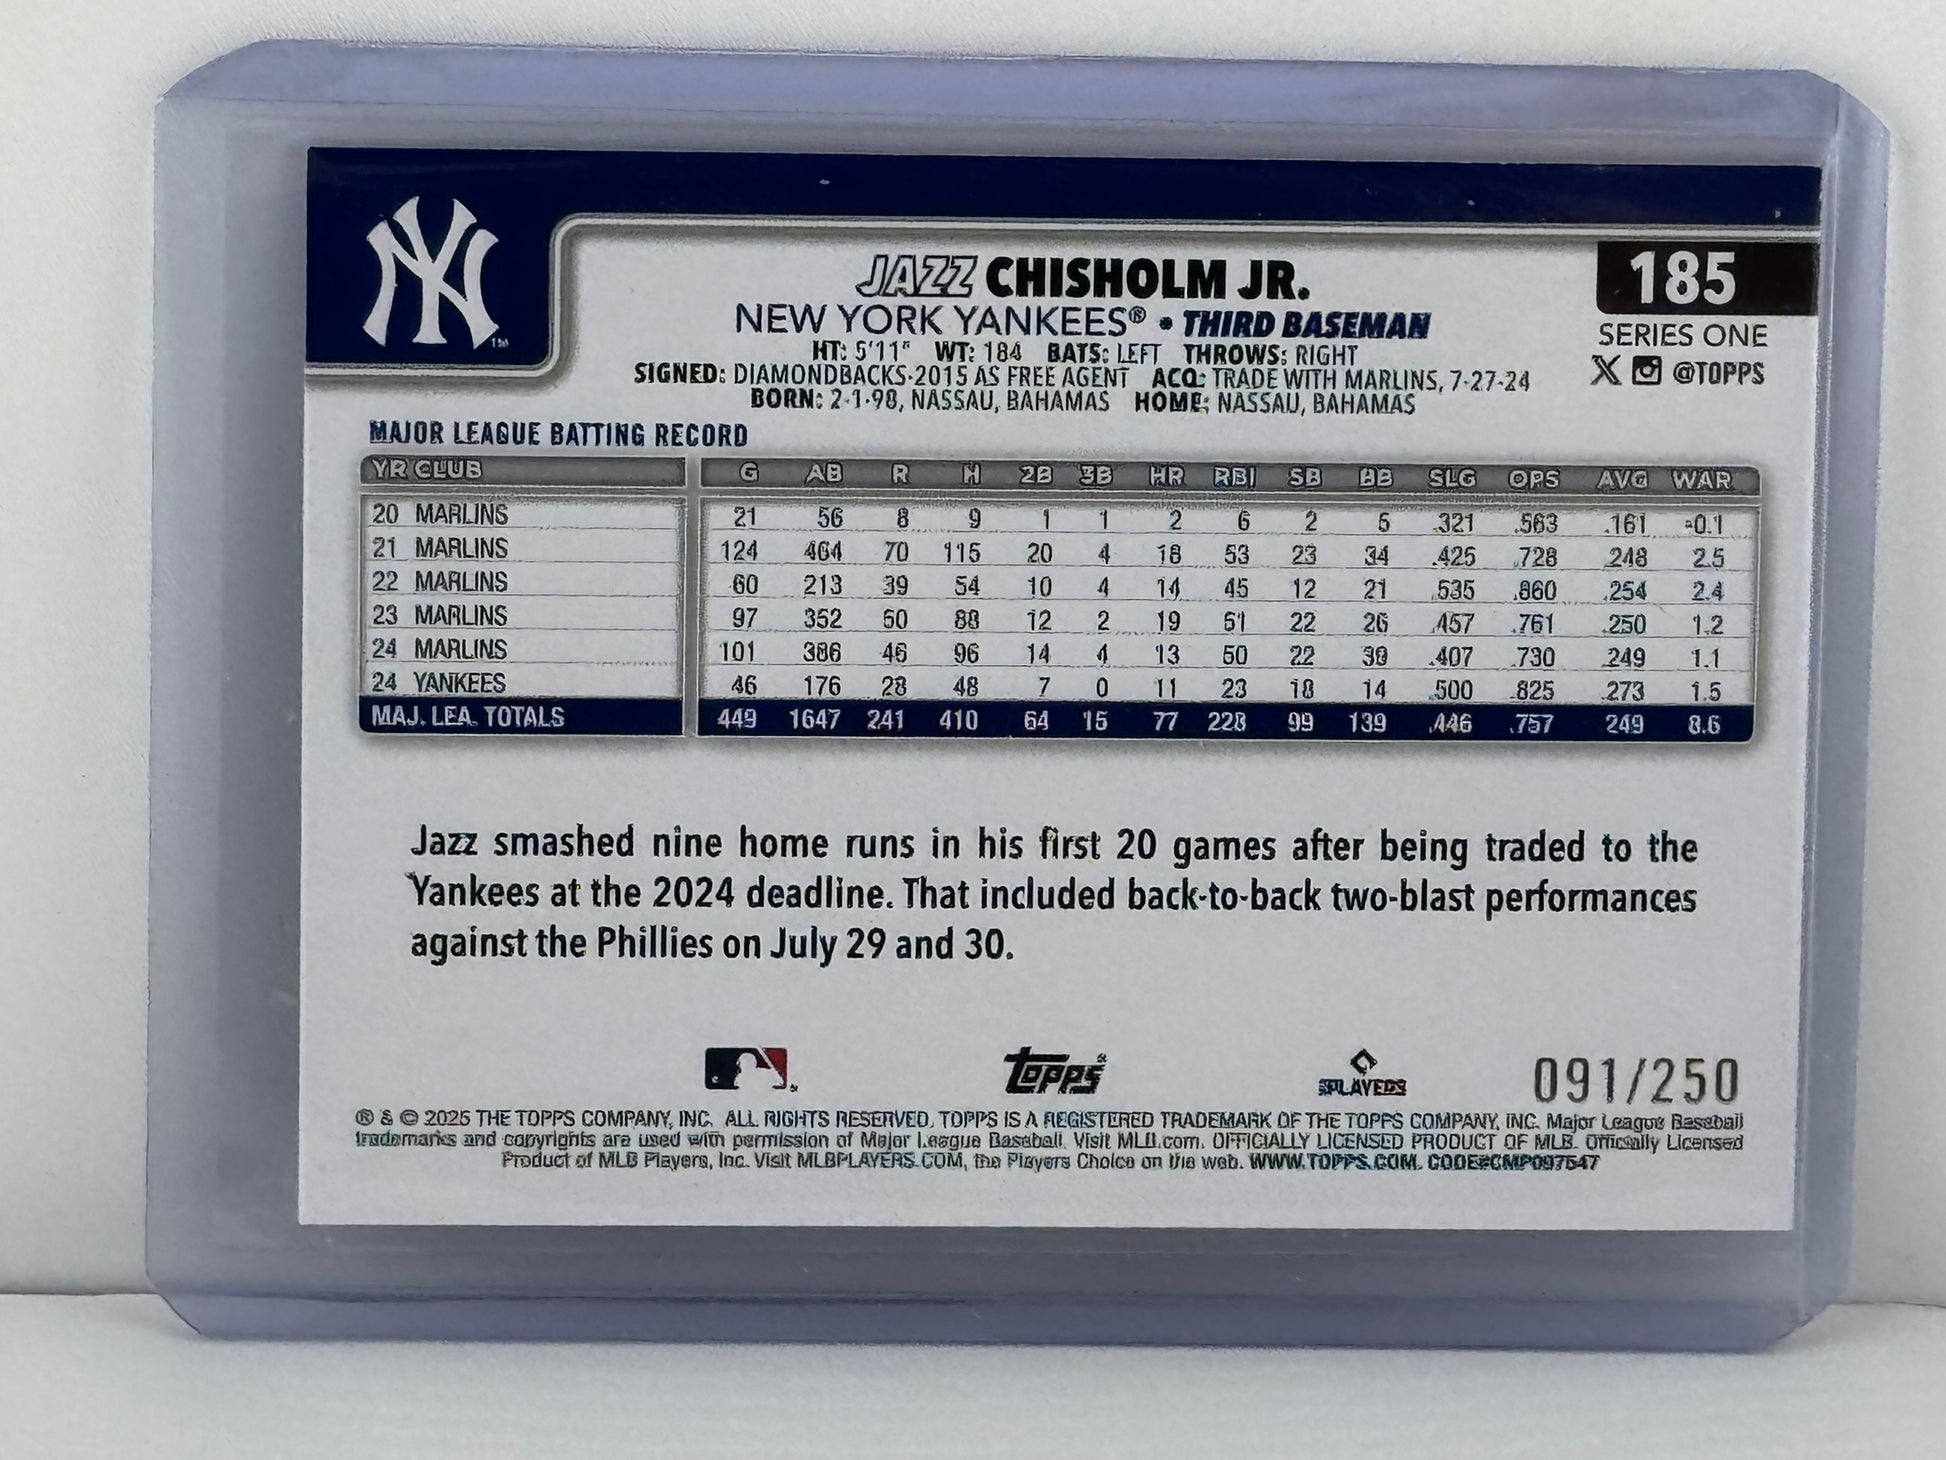 NY
TM
JAZZ CHISHOLM JR.
185
NEW YORK YANKEES® • THIRD BASEMAN
SERIES ONE
HT: 5'11" WT: 184 BATS: LEFT THROWS: RIGHT
@TOPPS
SIGNED: DIAMONDBACKS-2015 AS FREE AGENT ACQ: TRADE WITH MARLINS, 7-27-24
BORN: 2-1-98, NASSAU, BAHAMAS HOME: NASSAU, BAHAMAS
MAJOR LEAGUE BATTING RECORD
YR CLUB G AB R H 2B 3B HR RBI SB BB SLG OPS AVG WAR
20 MARLINS 21 56 8 9 1 1 2 6 2 5 .321 .563 .161 -0.1
21 MARLINS 124 464 70 115 20 4 18 53 23 34 .425 .728 .248 2.5
22 MARLINS 60 213 39 54 10 4 14 45 12 21 .535 .860 .254 2.4
23 MARLINS 97 352 50 88 12 2 19 51 22 26 .457 .761 .250 1.2
24 MARLINS 101 386 46 96 14 4 13 50 22 39 .407 .730 .249 1.1
24 YANKEES 46 176 28 48 7 0 11 23 18 14 .500 .825 .273 1.5
MAJ. LEA. TOTALS 449 1647 241 410 64 15 77 228 99 139 .446 .757 .249 8.6
Jazz smashed nine home runs in his first 20 games after being traded to the
Yankees at the 2024 deadline. That included back-to-back two-blast performances
against the Phillies on July 29 and 30.
Topps
PLAYERS
091/250
® & © 2025 THE TOPPS COMPANY, INC. ALL RIGHTS RESERVED. TOPPS IS A REGISTERED TRADEMARK OF THE TOPPS COMPANY, INC. Major League Baseball
trademarks and copyrights are used with permission of Major League Baseball. Visit MLB.com. OFFICIALLY LICENSED PRODUCT OF MLB. Officially Licensed
Product of MLB Players, Inc. Visit MLBPLAYERS.COM, the Players Choice on the web. WWW.TOPPS.COM. CODE#CMP097547